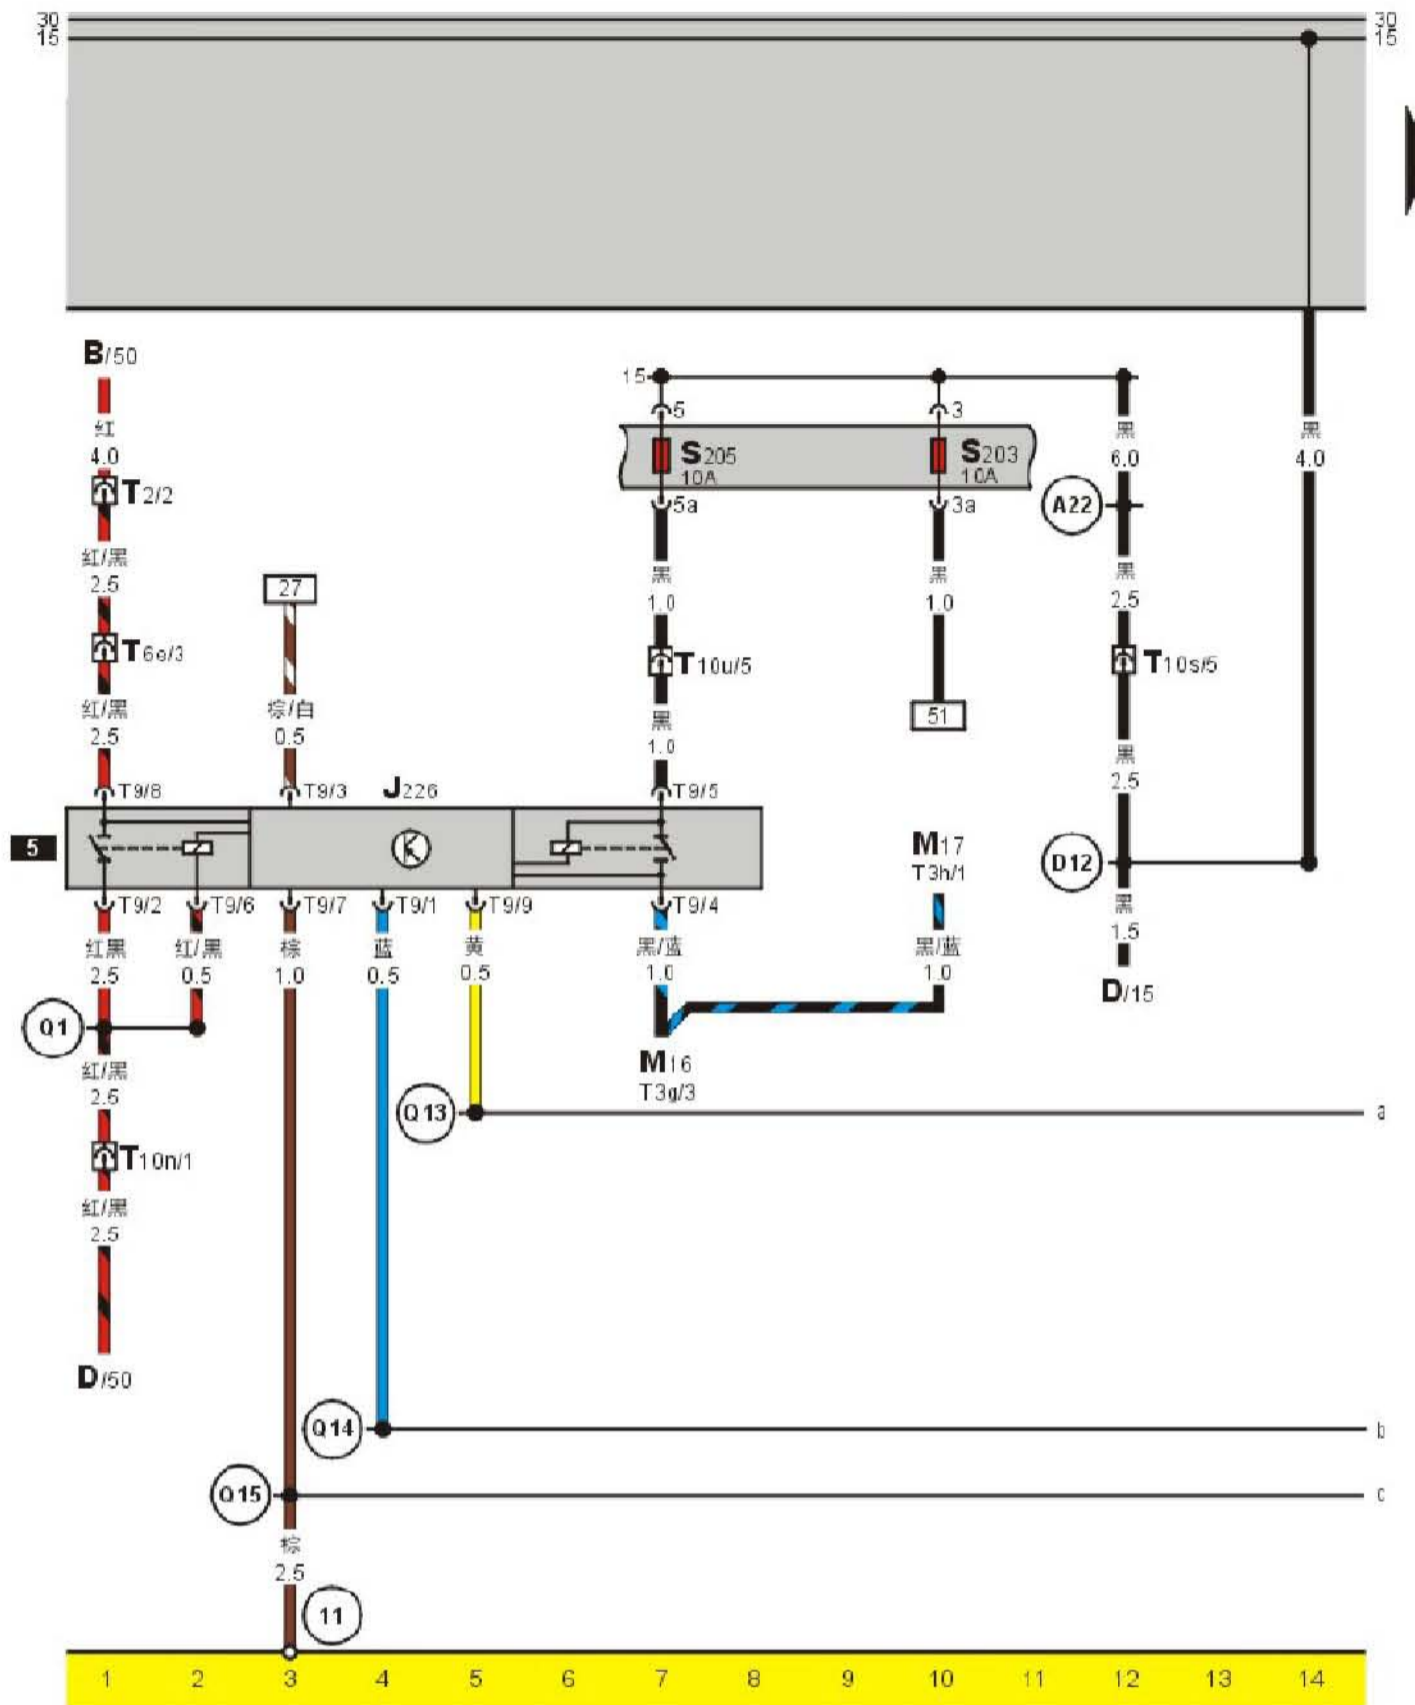 30
30
15
15
B/50
红
4.0
T2/2
红/黑
2.5
T6e/3
红/黑
2.5
27
棕/白
0.5
15
5
3
S205
10A
S203
10A
5a
3a
黑
1.0
黑
1.0
T10u/5
黑
1.0
51
黑
6.0
A22
黑
2.5
T10s/5
黑
2.5
D12
黑
1.5
D/15
黑
4.0
T9/8
T9/3
J226
T9/5
5
M17
T3h/1
T9/2
T9/6
T9/7
T9/1
T9/9
T9/4
红黑
2.5
红/黑
0.5
棕
1.0
蓝
0.5
黄
0.5
黑/蓝
1.0
黑/蓝
1.0
Q1
红/黑
2.5
M16
T3g/3
Q13
a
T10n/1
红/黑
2.5
D/50
Q14
b
Q15
c
棕
2.5
11
1 2 3 4 5 6 7 8 9 10 11 12 13 14